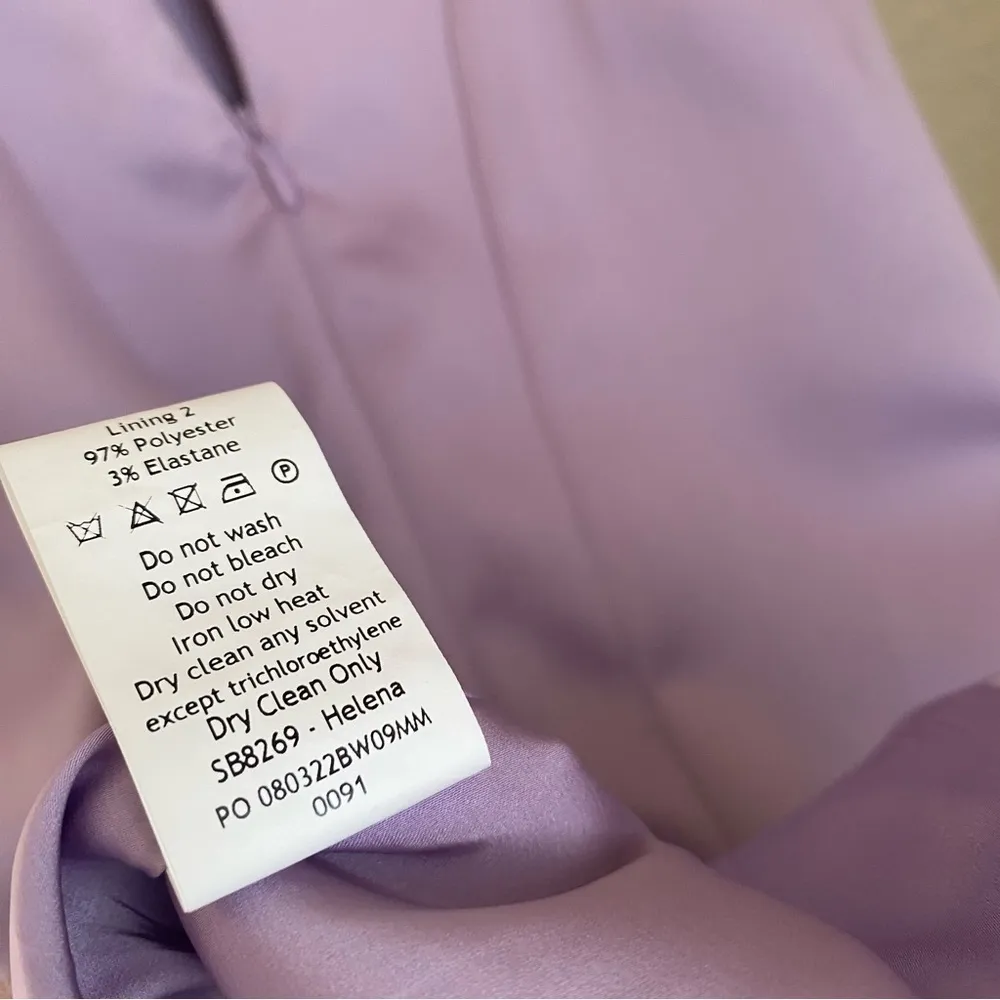 Lining 2
97% Polyester
3% Elastane
P
Do not wash
Do not bleach
Do not dry
Iron low heat
Dry clean any solvent
except trichloroethylene
Dry Clean Only
SB8269 - Helena
PO 080322BW09MM
0091